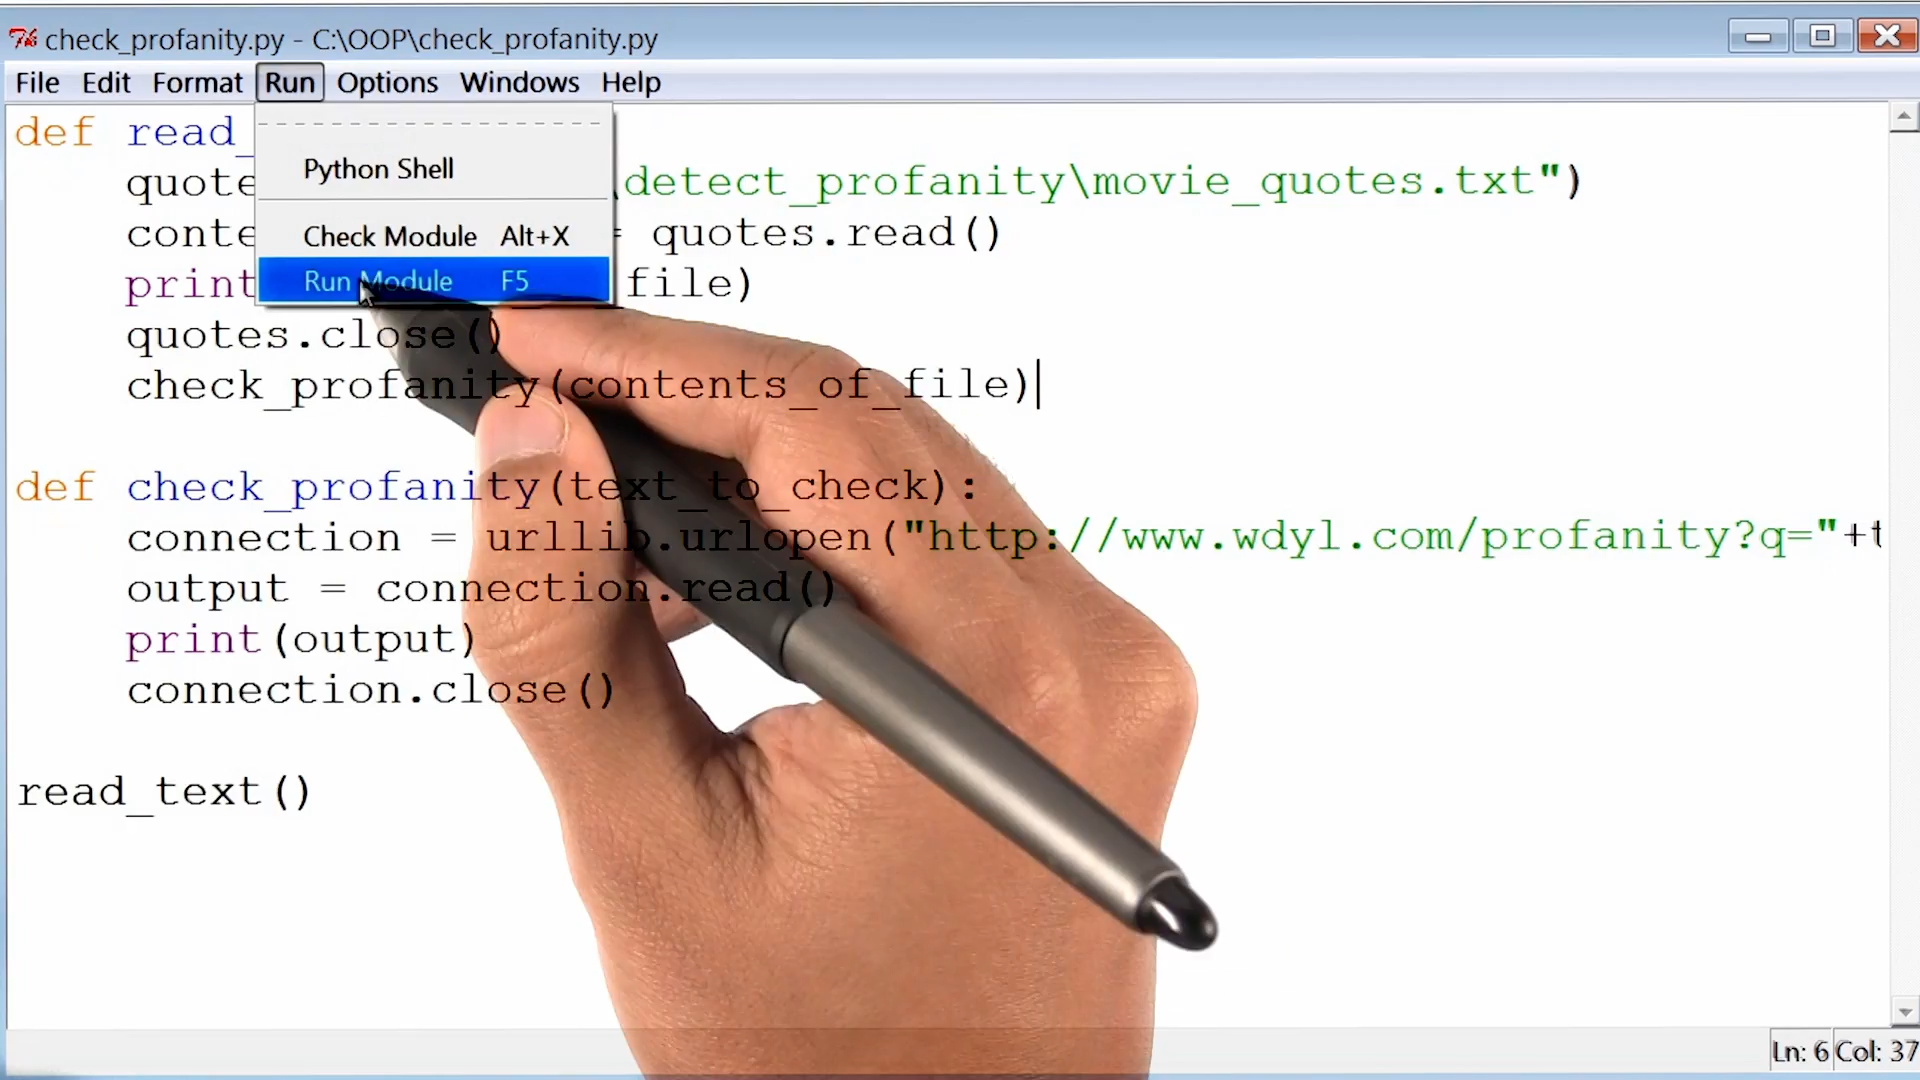 check_profanity.py - C:\OOP\check_profanity.py
File Edit Format Run Options Windows Help
def read_
Python Shell
quote \detect_profanity\movie_quotes.txt")
Check Module Alt+X
conte = quotes.read()
Run Module F5
print _file)
quotes.close()
check_profanity(contents_of_file)
def check_profanity(text_to_check):
connection = urllib.urlopen("http://www.wdyl.com/profanity?q="+t
output = connection.read()
print(output)
connection.close()
read_text()
Ln: 6 Col: 37